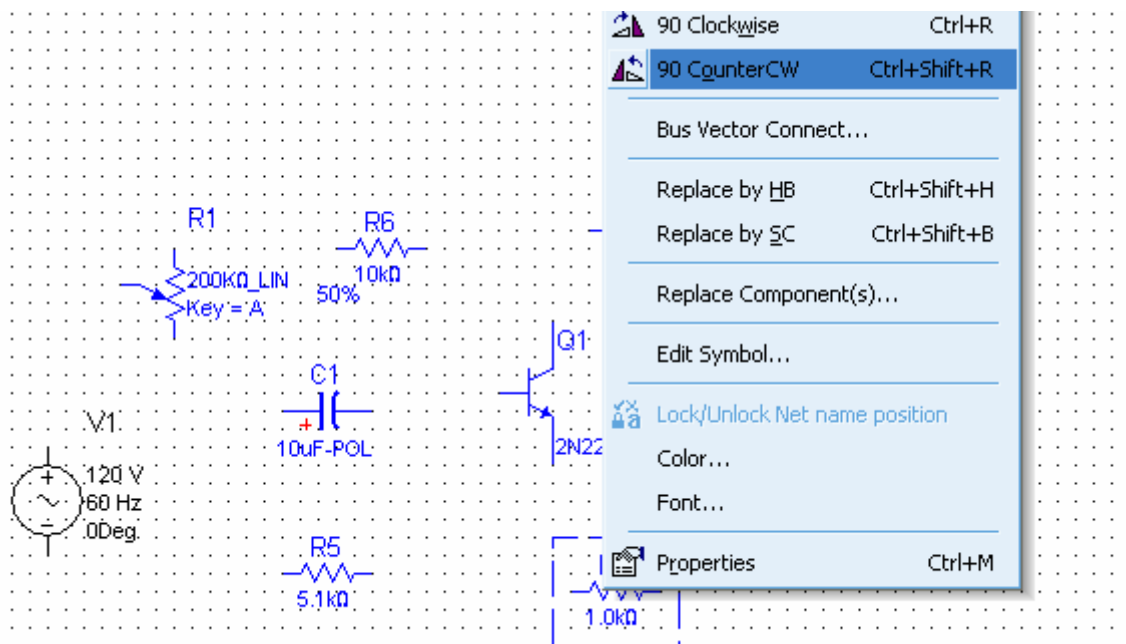 90 Clockwise Ctrl+R
90 CounterCW Ctrl+Shift+R
Bus Vector Connect...
Replace by HB Ctrl+Shift+H
Replace by SC Ctrl+Shift+B
Replace Component(s)...
Edit Symbol...
Lock/Unlock Net name position
Color...
Font...
Properties Ctrl+M
R1
200KΩ_LIN
Key = A
50%
R6
10kΩ
Q1
2N22
C1
+
10uF-POL
V1
120 V
60 Hz
0Deg
R5
5.1kΩ
1.0kΩ